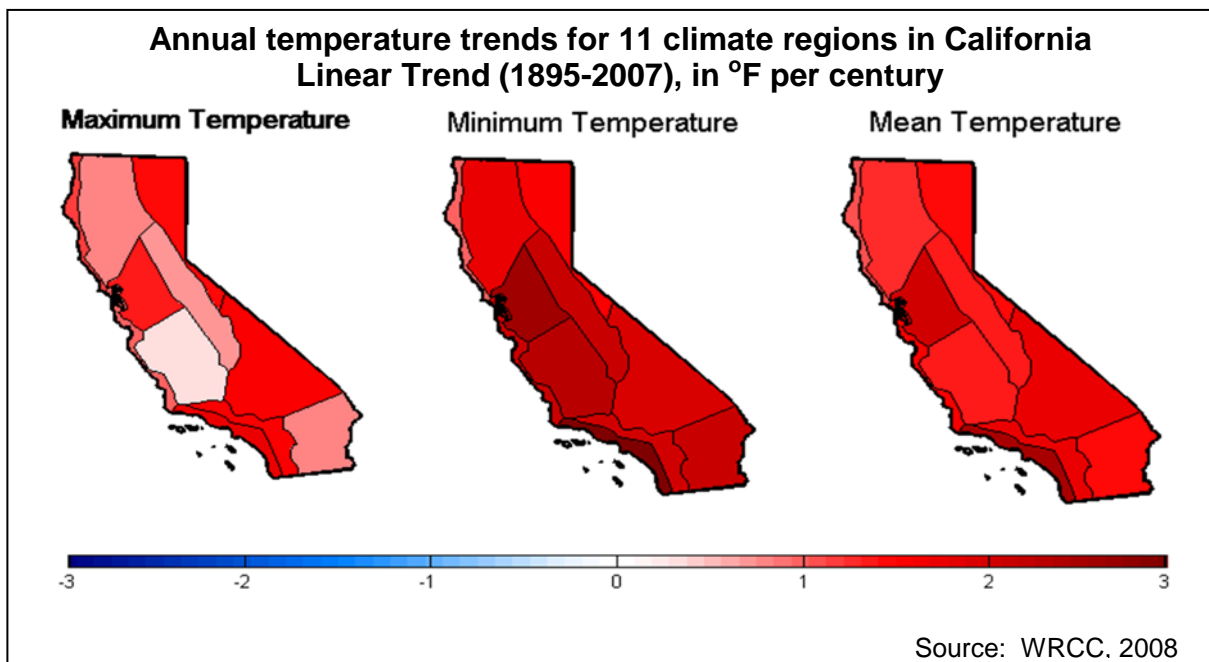 Annual temperature trends for 11 climate regions in California
Linear Trend (1895-2007), in °F per century
Maximum Temperature
Minimum Temperature
Mean Temperature
-3 -2 -1 0 1 2 3
Source: WRCC, 2008